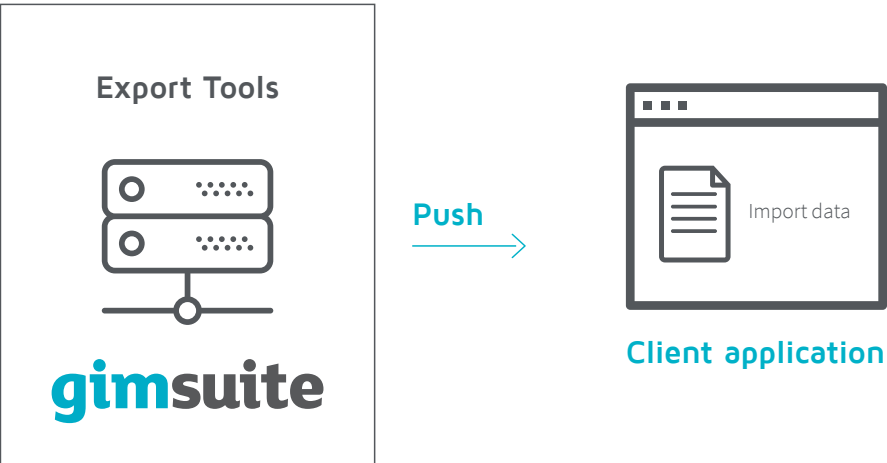 Export Tools
gimsuite
Push
Import data
Client application